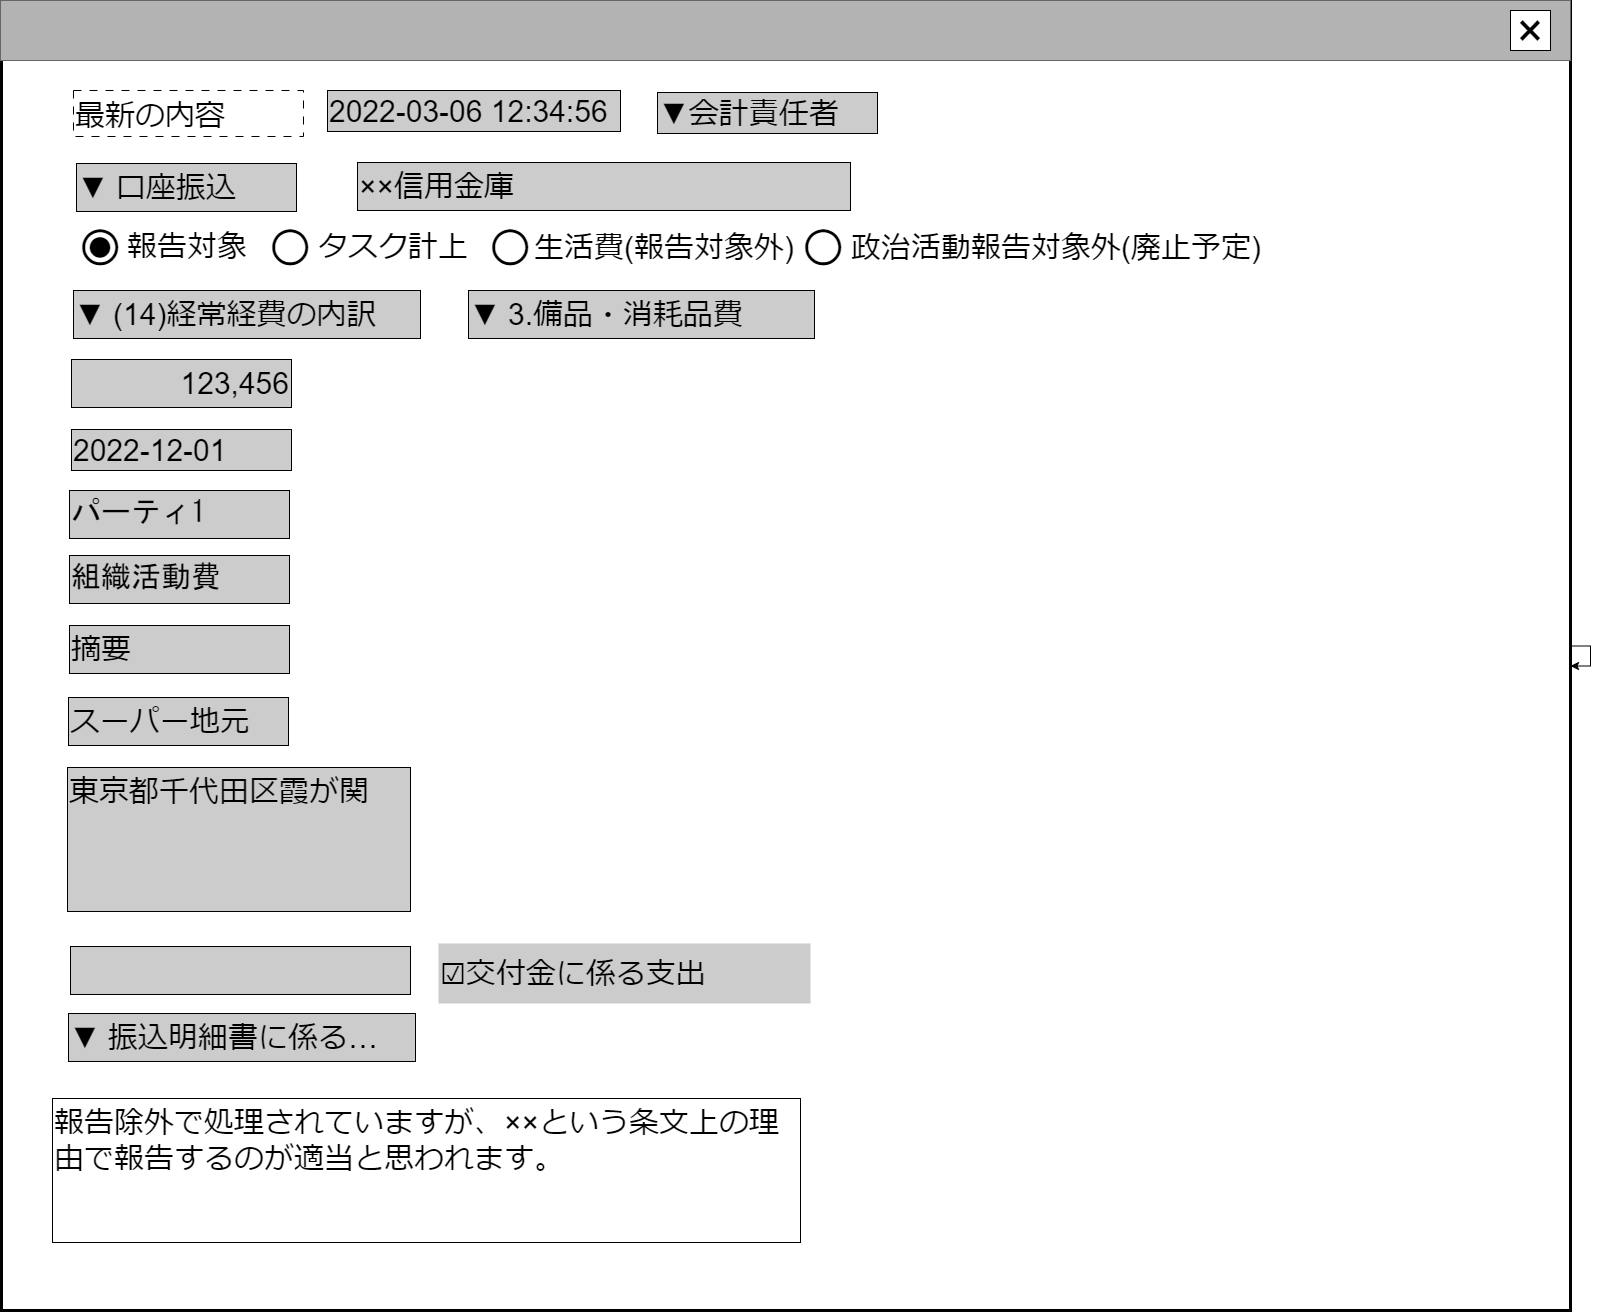 最新の内容 2022-03-06 12:34:56 ▼会計責任者
▼ 口座振込 ××信用金庫
報告対象 タスク計上 生活費(報告対象外) 政治活動報告対象外(廃止予定)
▼ (14)経常経費の内訳 ▼ 3.備品・消耗品費
123,456
2022-12-01
パーティ1
組織活動費
摘要
スーパー地元
東京都千代田区霞が関
☑交付金に係る支出
▼ 振込明細書に係る...
報告除外で処理されていますが、××という条文上の理
由で報告するのが適当と思われます。